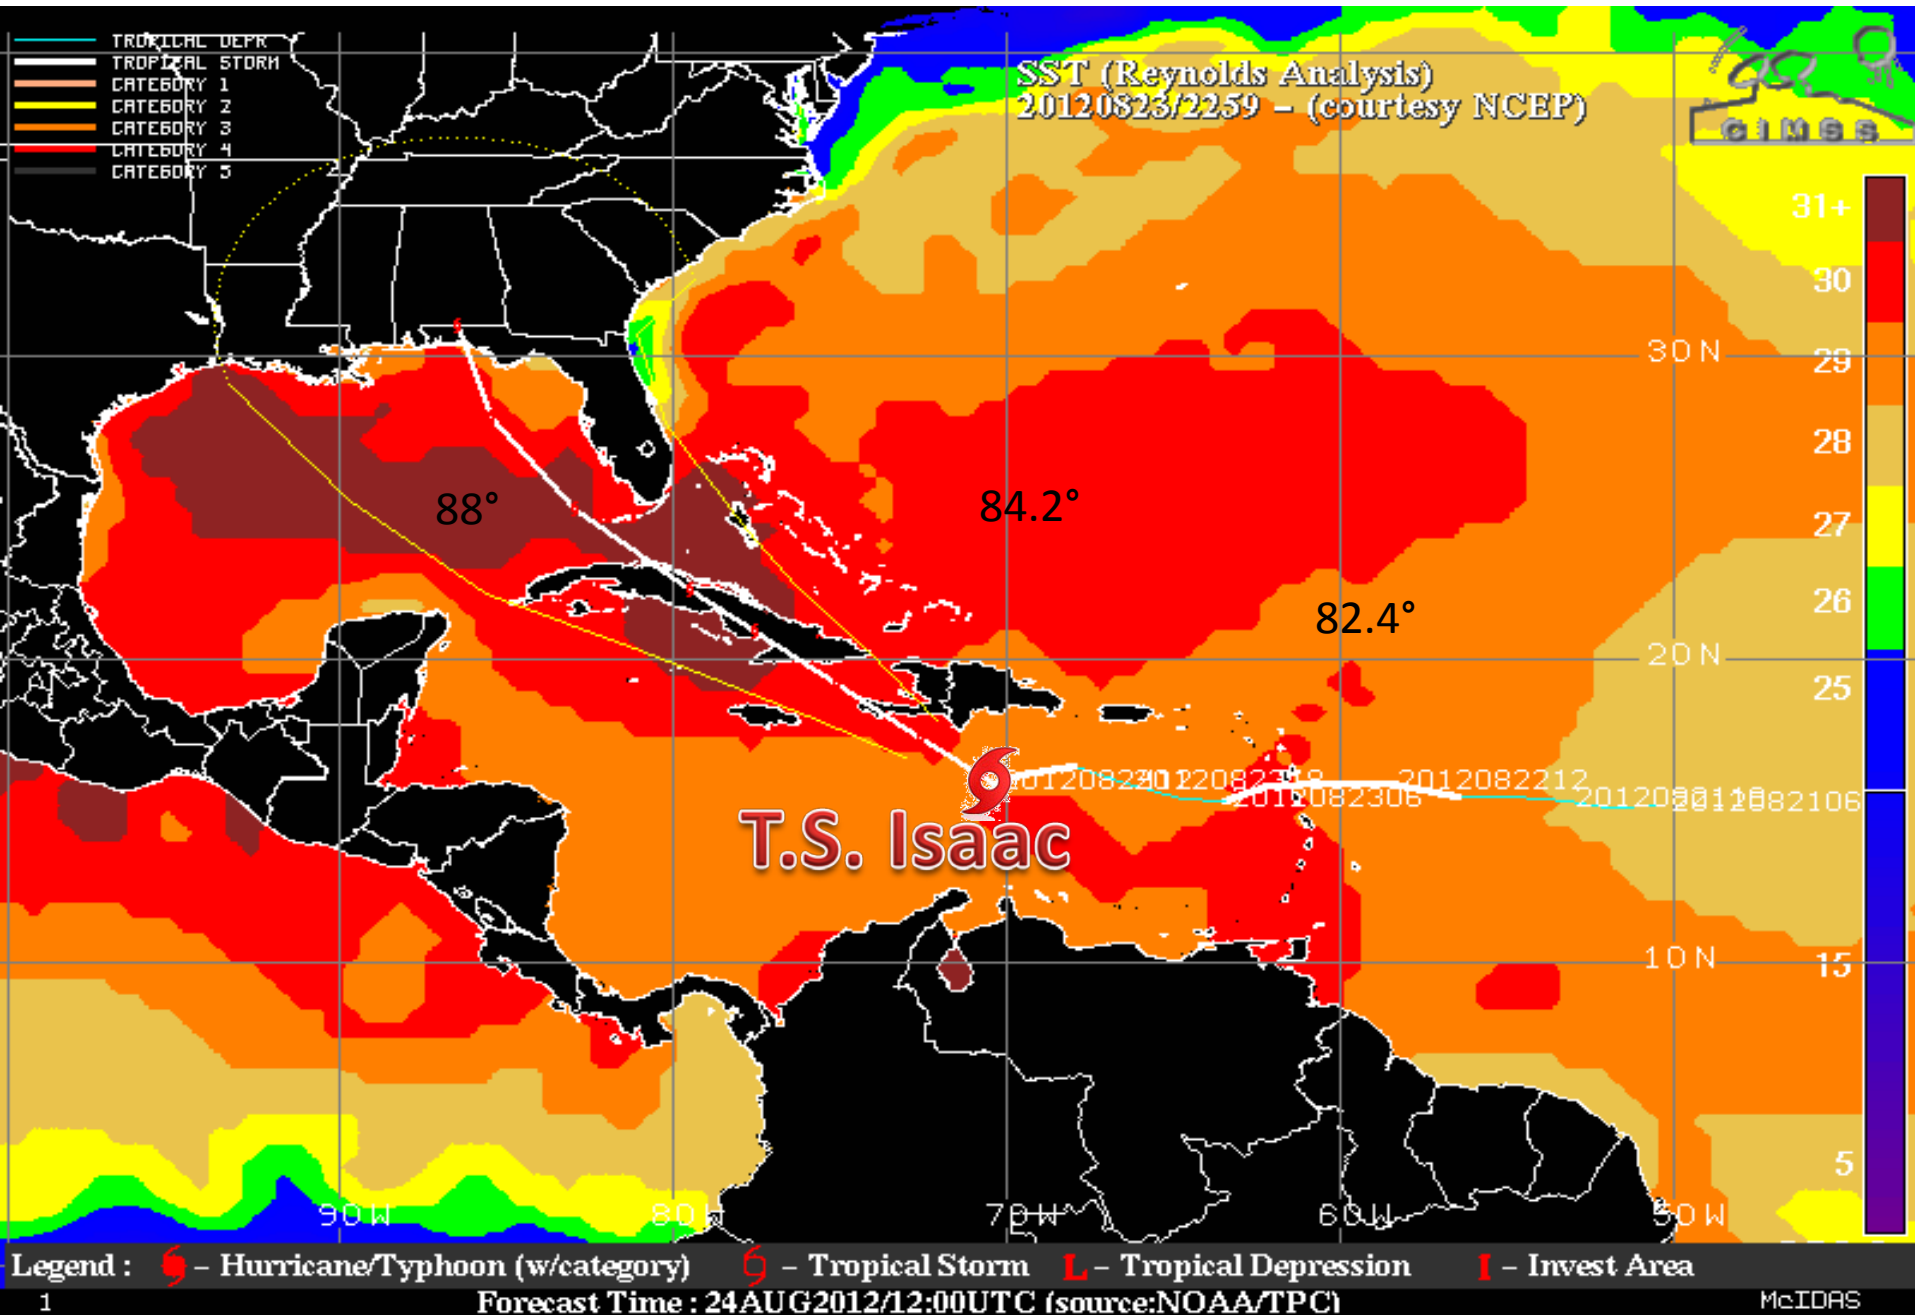 TROPICAL DEPR
TROPICAL STORM
CATEGORY 1
CATEGORY 2
CATEGORY 3
CATEGORY 4
CATEGORY 5
SST (Reynolds Analysis)
20120823/2259 – (courtesy NCEP)
CIMSS
31+
30
29
28
27
26
25
15
5
30N
20N
10N
88°
84.2°
82.4°
2012082212
2012082306
2012082106
T.S. Isaac
90W
80W
70W
60W
50W
Legend : – Hurricane/Typhoon (w/category) – Tropical Storm L – Tropical Depression I – Invest Area
1 Forecast Time : 24AUG2012/12:00UTC (source:NOAA/TPC) McIDAS